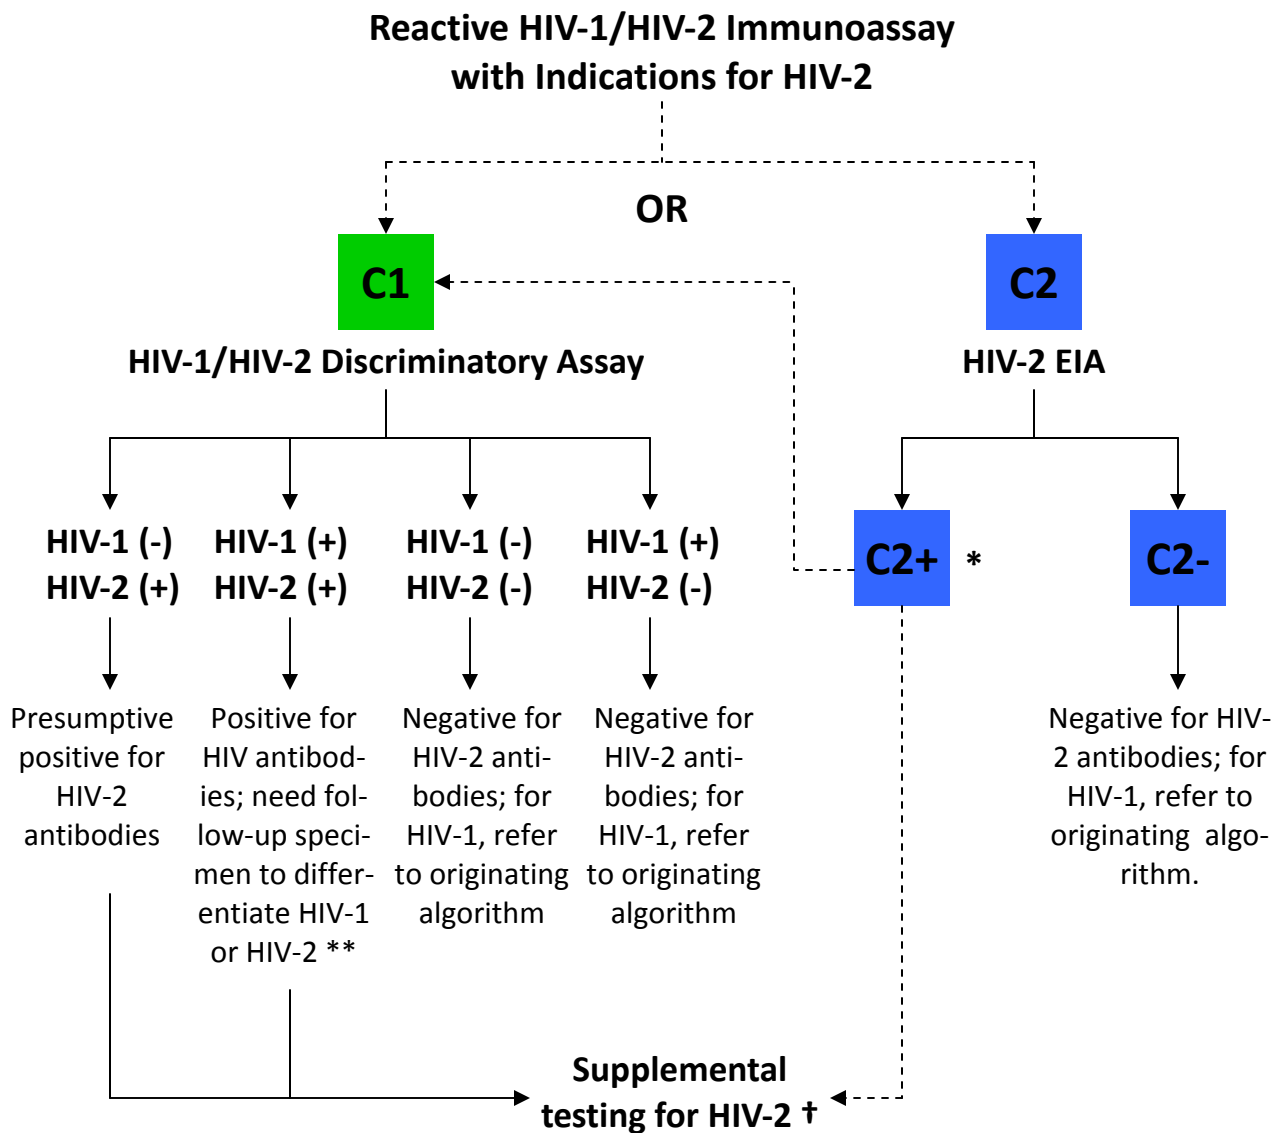 Reactive HIV-1/HIV-2 Immunoassay
with Indications for HIV-2
OR
C1
C2
HIV-1/HIV-2 Discriminatory Assay
HIV-2 EIA
HIV-1 (-)
HIV-2 (+)
HIV-1 (+)
HIV-2 (+)
HIV-1 (-)
HIV-2 (-)
HIV-1 (+)
HIV-2 (-)
C2+ *
C2-
Presumptive
positive for
HIV-2
antibodies
Positive for
HIV antibod-
ies; need fol-
low-up speci-
men to differ-
entiate HIV-1
or HIV-2 **
Negative for
HIV-2 anti-
bodies; for
HIV-1, refer
to originating
algorithm
Negative for
HIV-2 anti-
bodies; for
HIV-1, refer
to originating
algorithm
Negative for HIV-
2 antibodies; for
HIV-1, refer to
originating algo-
rithm.
Supplemental
testing for HIV-2 †